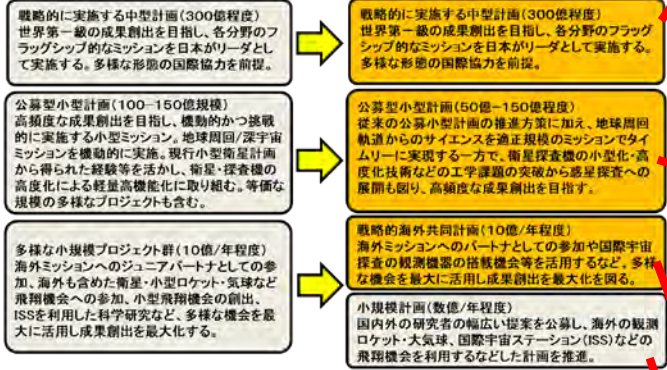 戦略的に実施する中型計画(300億程度)
世界第一級の成果創出を目指し、各分野のフ
ラッグシップ的なミッションを日本がリーダとし
て実施する。多様な形態の国際協力を前提。
公募型小型計画(100-150億規模)
高頻度な成果創出を目指し、機動的かつ挑戦
的に実施する小型ミッション。地球周回/深宇宙
ミッションを機動的に実施。現行小型衛星計画
から得られた経験等を活かし、衛星・探査機の
高度化による軽量高機能化に取り組む。等価な
規模の多様なプロジェクトも含む。
多様な小規模プロジェクト群(10億/年程度)
海外ミッションへのジュニアパートナとしての参
加、海外も含めた衛星・小型ロケット・気球など
飛翔機会への参加、小型飛翔機会の創出、
ISSを利用した科学研究など、多様な機会を最
大に活用し成果創出を最大化する。
戦略的に実施する中型計画(300億程度)
世界第一級の成果創出を目指し、各分野のフラッグ
シップ的なミッションを日本がリーダとして実施する。
多様な形態の国際協力を前提。
公募型小型計画(50億-150億程度)
従来の公募小型計画の推進方策に加え、地球周回
軌道からのサイエンスを適正規模のミッションでタイ
ムリーに実現する一方で、衛星探査機の小型化・高
度化技術などの工学課題の突破から惑星探査への
展開も図り、高頻度な成果創出を目指す。
戦略的海外共同計画(10億/年程度)
海外ミッションへのパートナとしての参加や国際宇宙
探査の観測機器の搭載機会等を活用するなど、多様
な機会を最大に活用し成果創出を最大化を図る。
小規模計画(数億/年程度)
国内外の研究者の幅広い提案を公募し、海外の観測
ロケット・大気球、国際宇宙ステーション(ISS)などの
飛翔機会を利用するなどした計画を推進。